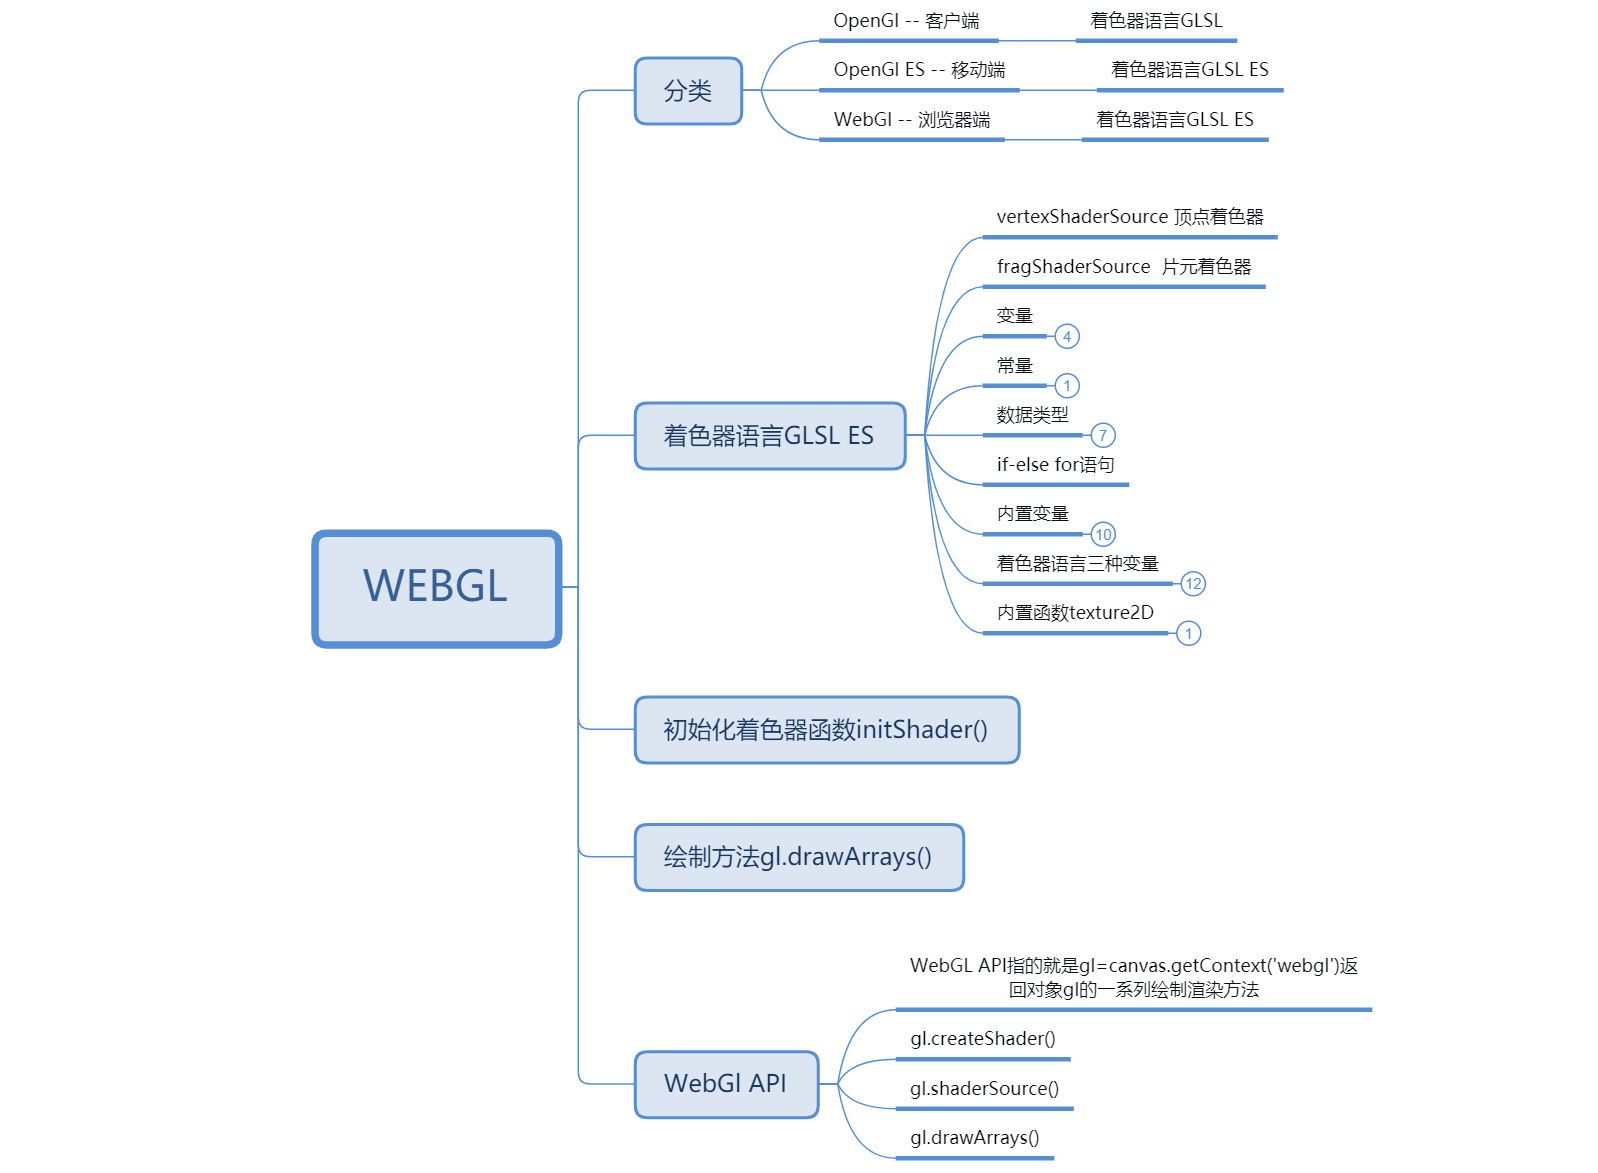 WEBGL
分类
OpenGl -- 客户端
着色器语言GLSL
OpenGl ES -- 移动端
着色器语言GLSL ES
WebGl -- 浏览器端
着色器语言GLSL ES
着色器语言GLSL ES
vertexShaderSource 顶点着色器
fragShaderSource  片元着色器
变量
4
常量
1
数据类型
7
if-else for语句
内置变量
10
着色器语言三种变量
12
内置函数texture2D
1
初始化着色器函数initShader()
绘制方法gl.drawArrays()
WebGl API
WebGL API指的就是gl=canvas.getContext('webgl')返
回对象gl的一系列绘制渲染方法
gl.createShader()
gl.shaderSource()
gl.drawArrays()